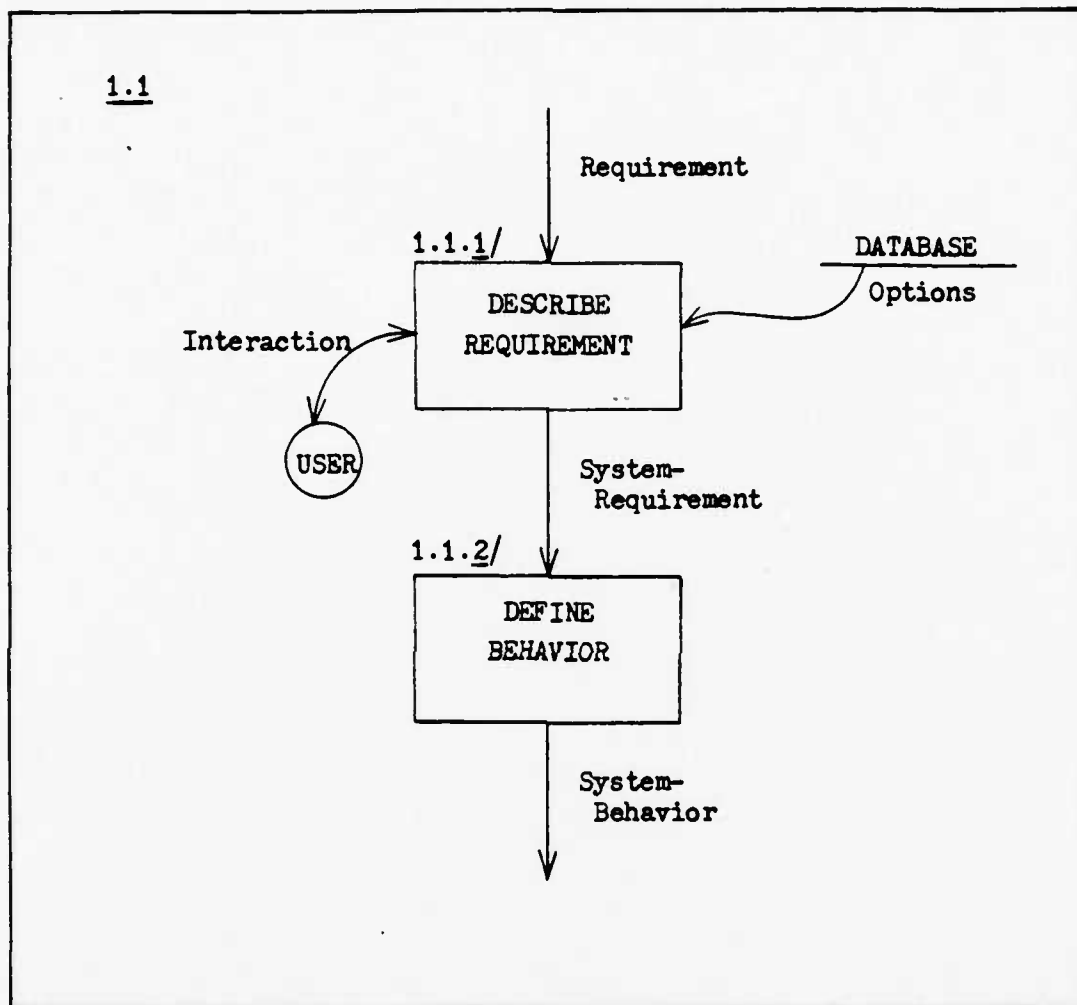 1.1
Requirement
1.1.1/
DATABASE
DESCRIBE
REQUIREMENT
Options
Interaction
USER
System-
Requirement
1.1.2/
DEFINE
BEHAVIOR
System-
Behavior